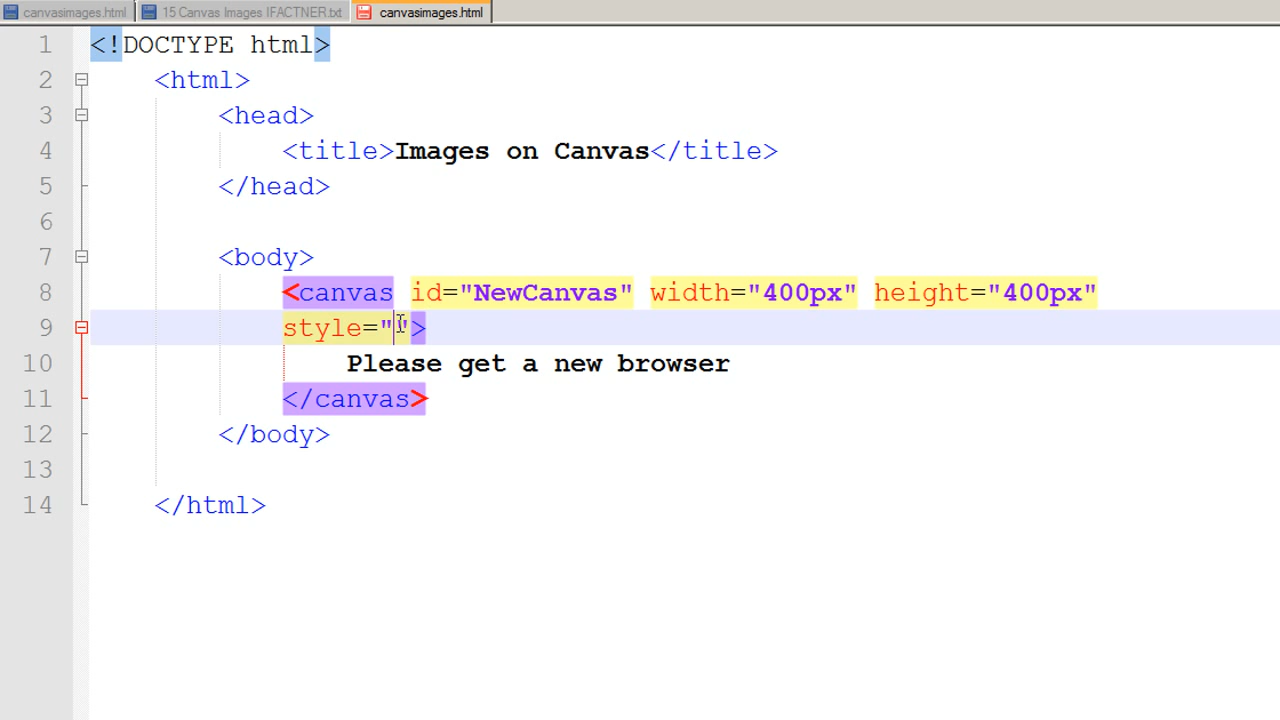 canvasimages.html 15 Canvas Images IFACTNER.txt canvasimages.html
1 <!DOCTYPE html>
2 <html>
3 <head>
4 <title>Images on Canvas</title>
5 </head>
6
7 <body>
8 <canvas id="NewCanvas" width="400px" height="400px"
9 style="">
10 Please get a new browser
11 </canvas>
12 </body>
13
14 </html>